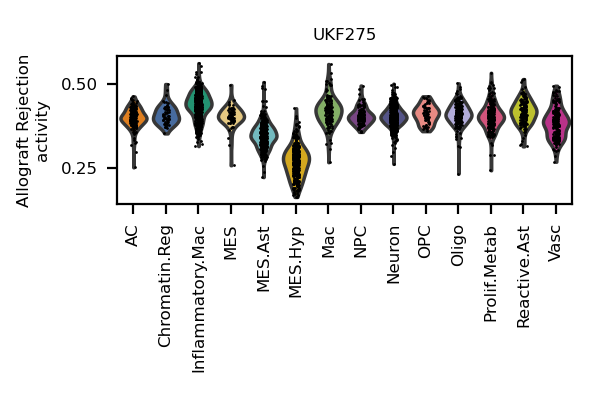 UKF275
Allograft Rejection
activity
0.50
0.25
AC
Chromatin.Reg
Inflammatory.Mac
MES
MES.Ast
MES.Hyp
Mac
NPC
Neuron
OPC
Oligo
Prolif.Metab
Reactive.Ast
Vasc